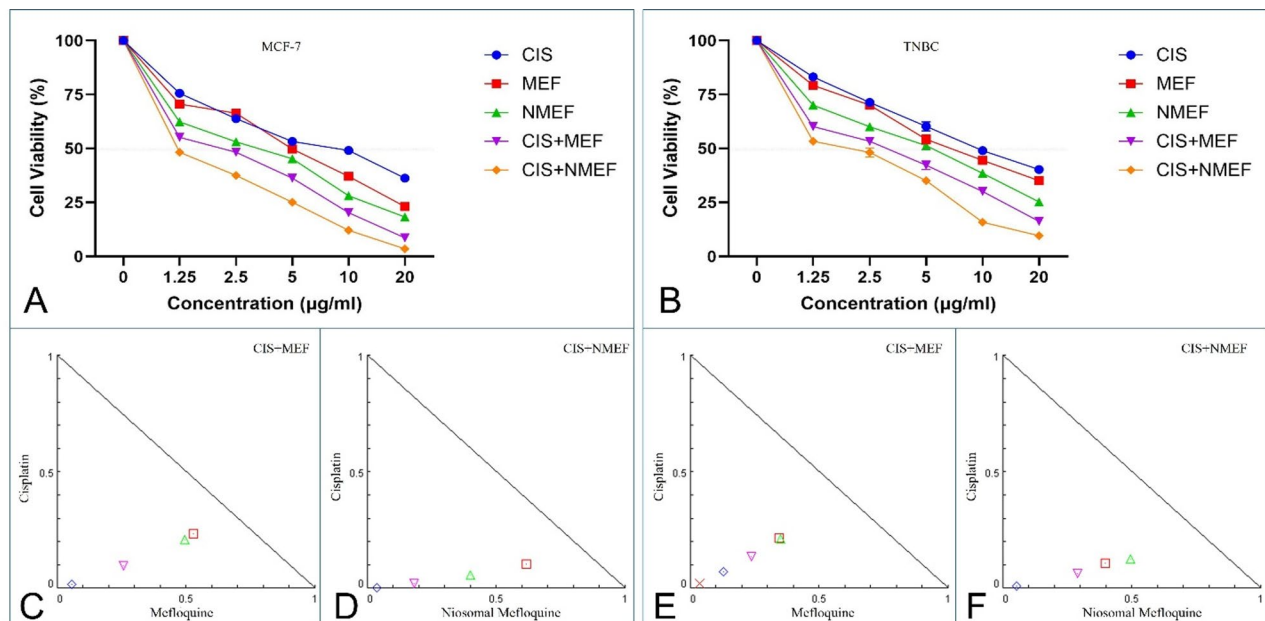 MCF-7
100
75
50
25
0
Cell Viability (%)
0 1.25 2.5 5 10 20
Concentration (µg/ml)
CIS
MEF
NMEF
CIS+MEF
CIS+NMEF
A
TNBC
100
75
50
25
0
Cell Viability (%)
0 1.25 2.5 5 10 20
Concentration (µg/ml)
CIS
MEF
NMEF
CIS+MEF
CIS+NMEF
B
CIS+MEF
1
0.5
0
Cisplatin
0 0.5 1
Mefloquine
C
CIS+NMEF
1
0.5
0
Cisplatin
0 0.5 1
Niosomal Mefloquine
D
CIS+MEF
1
0.5
0
Cisplatin
0 0.5 1
Mefloquine
E
CIS+NMEF
1
0.5
0
Cisplatin
0 0.5 1
Niosomal Mefloquine
F